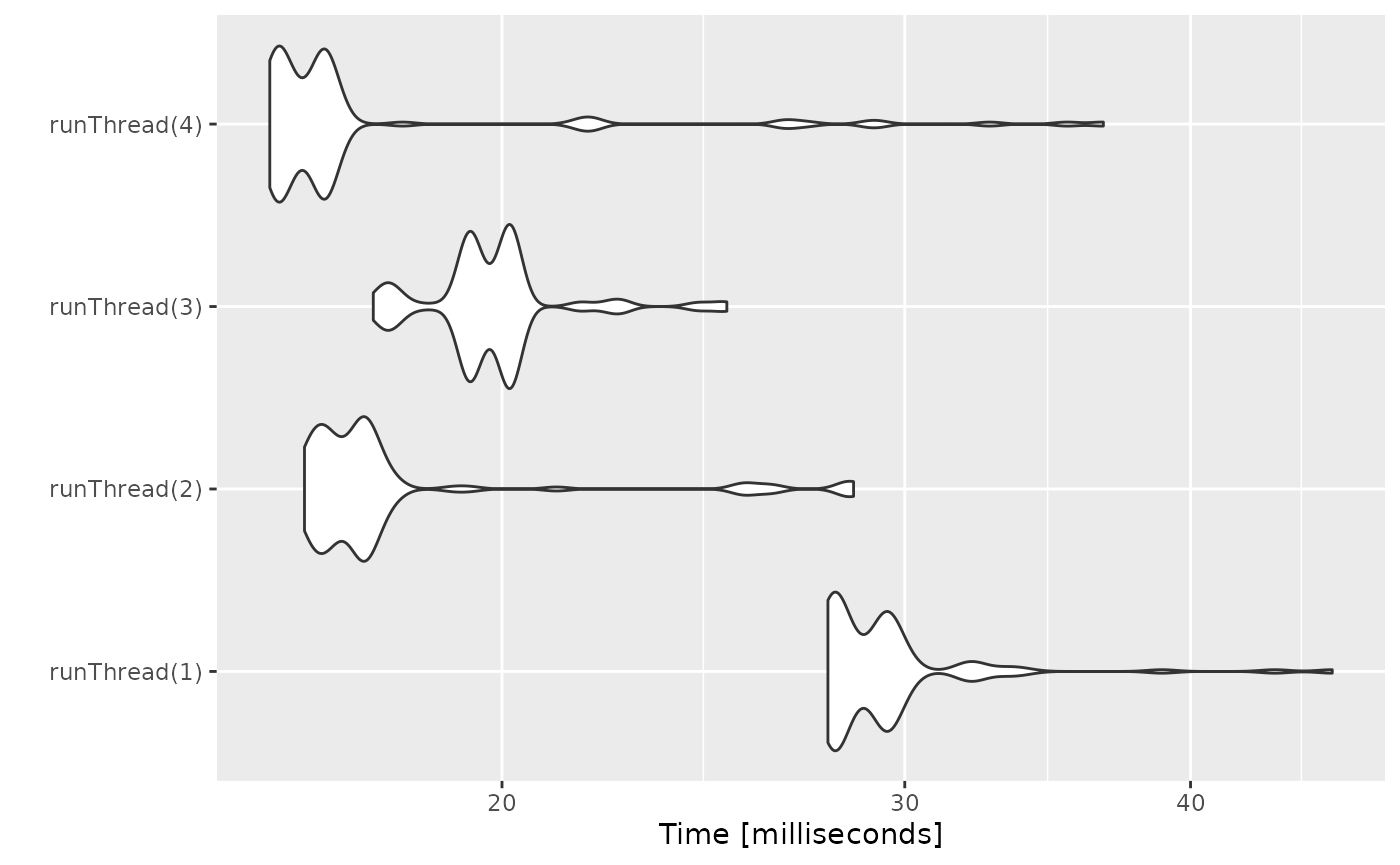 runThread(4)
runThread(3)
runThread(2)
runThread(1)
20 30 40
Time [milliseconds]